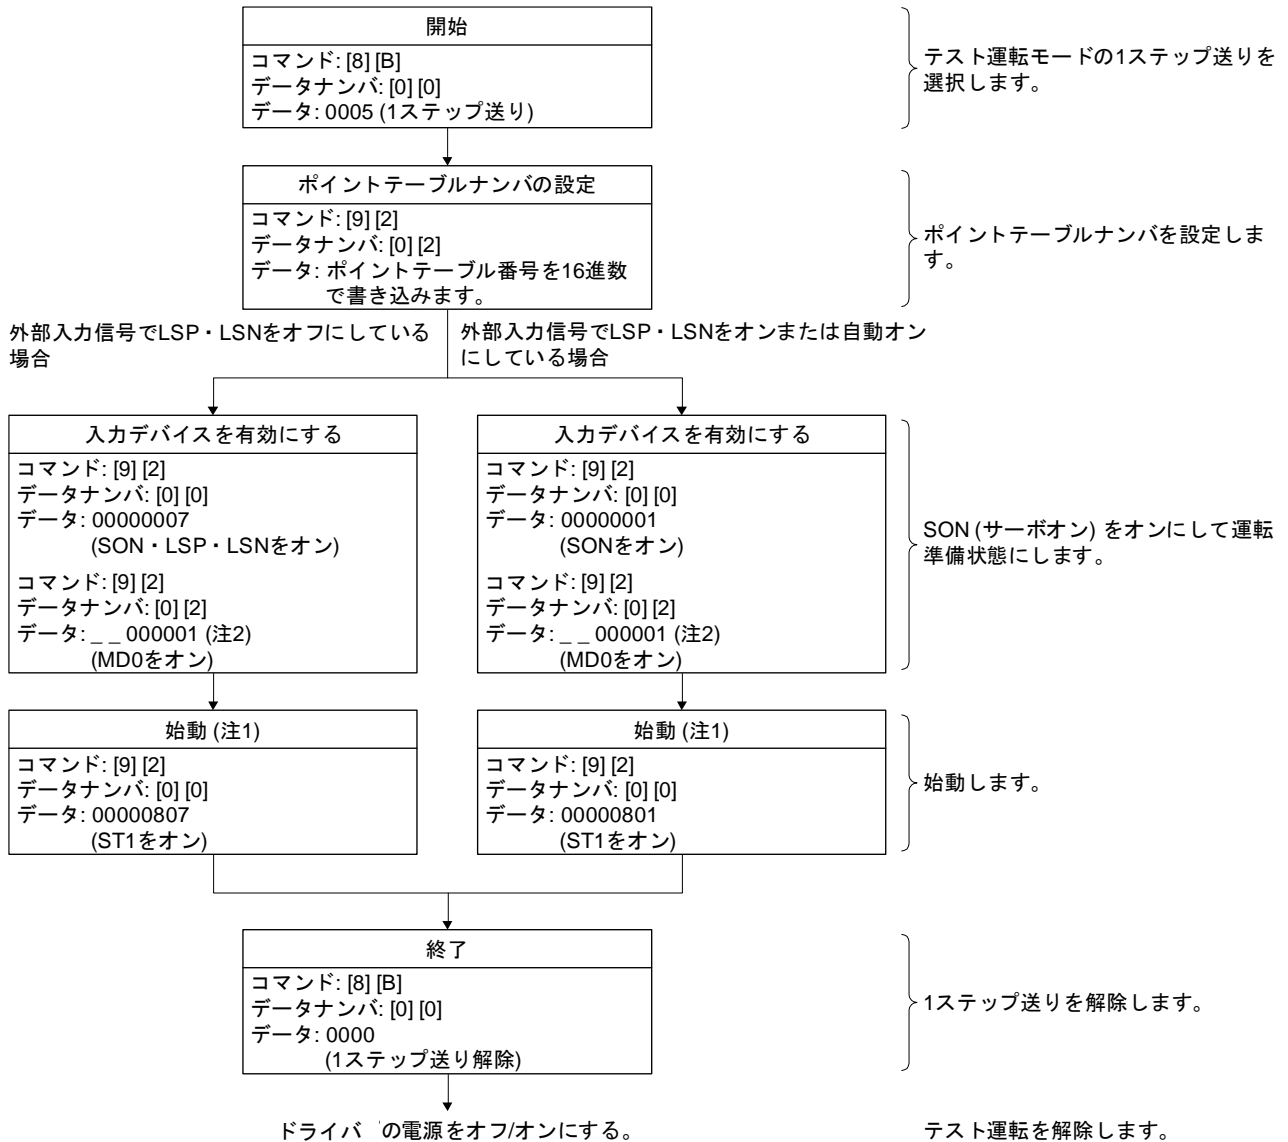 開始
コマンド: [8] [B]
データナンバ: [0] [0]
データ: 0005 (1ステップ送り)
テスト運転モードの1ステップ送りを
選択します。
ポイントテーブルナンバの設定
コマンド: [9] [2]
データナンバ: [0] [2]
データ: ポイントテーブル番号を16進数
で書き込みます。
ポイントテーブルナンバを設定しま
す。
外部入力信号でLSP・LSNをオフにしている
場合
外部入力信号でLSP・LSNをオンまたは自動オン
にしている場合
入力デバイスを有効にする
コマンド: [9] [2]
データナンバ: [0] [0]
データ: 00000007
(SON・LSP・LSNをオン)
コマンド: [9] [2]
データナンバ: [0] [2]
データ: _ _ 000001 (注2)
(MD0をオン)
入力デバイスを有効にする
コマンド: [9] [2]
データナンバ: [0] [0]
データ: 00000001
(SONをオン)
コマンド: [9] [2]
データナンバ: [0] [2]
データ: _ _ 000001 (注2)
(MD0をオン)
SON (サーボオン) をオンにして運転
準備状態にします。
始動 (注1)
コマンド: [9] [2]
データナンバ: [0] [0]
データ: 00000807
(ST1をオン)
始動 (注1)
コマンド: [9] [2]
データナンバ: [0] [0]
データ: 00000801
(ST1をオン)
始動します。
終了
コマンド: [8] [B]
データナンバ: [0] [0]
データ: 0000
(1ステップ送り解除)
1ステップ送りを解除します。
ドライバ の電源をオフ/オンにする。
テスト運転を解除します。